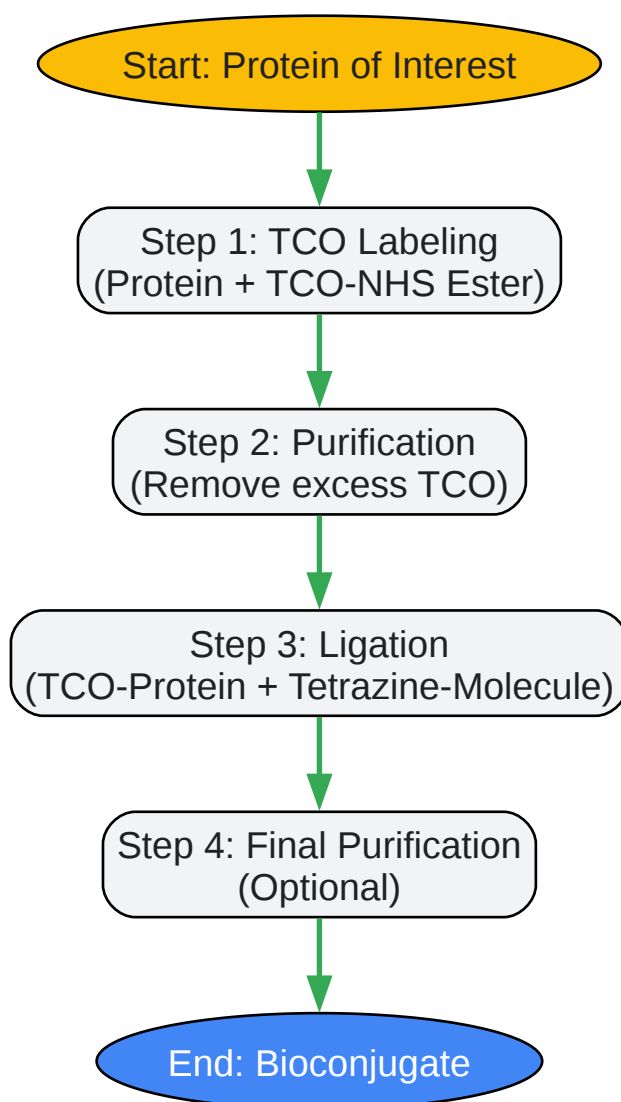 Start: Protein of Interest
Step 1: TCO Labeling
(Protein + TCO-NHS Ester)
Step 2: Purification
(Remove excess TCO)
Step 3: Ligation
(TCO-Protein + Tetrazine-Molecule)
Step 4: Final Purification
(Optional)
End: Bioconjugate